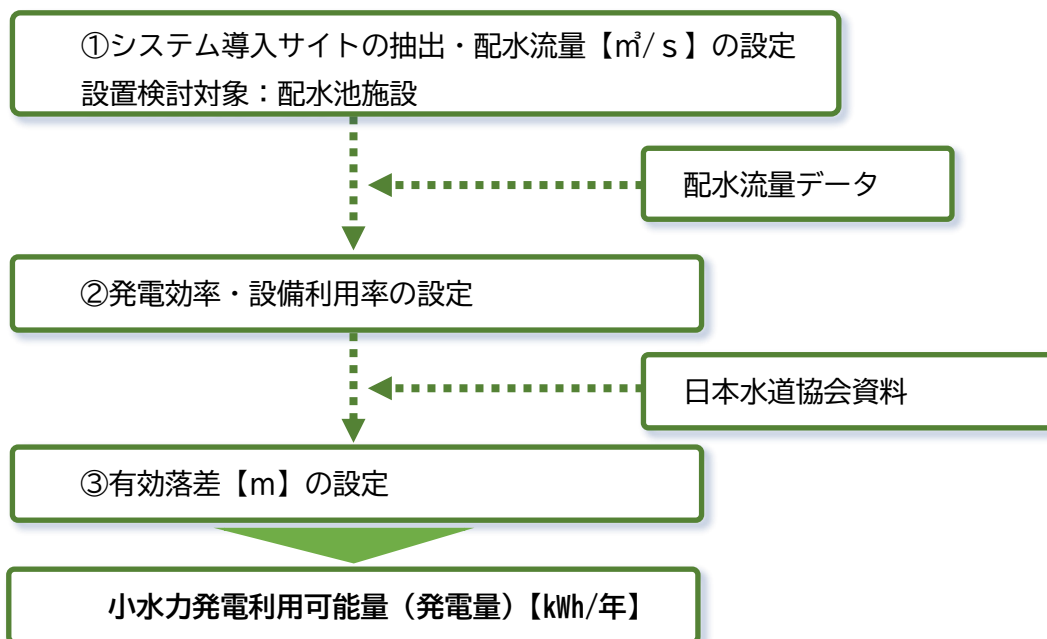 ①システム導入サイトの抽出・配水流量【㎥/ｓ】の設定
設置検討対象：配水池施設
配水流量データ
②発電効率・設備利用率の設定
日本水道協会資料
③有効落差【ｍ】の設定
小水力発電利用可能量（発電量）【kWh/年】